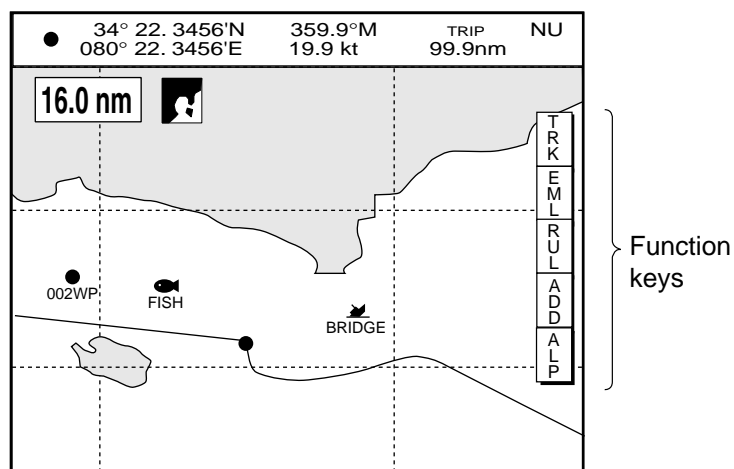 34° 22. 3456'N 359.9°M TRIP NU
080° 22. 3456'E 19.9 kt 99.9nm
16.0 nm
TRK
EML
RUL
ADD
ALP
Function
keys
002WP
FISH
BRIDGE